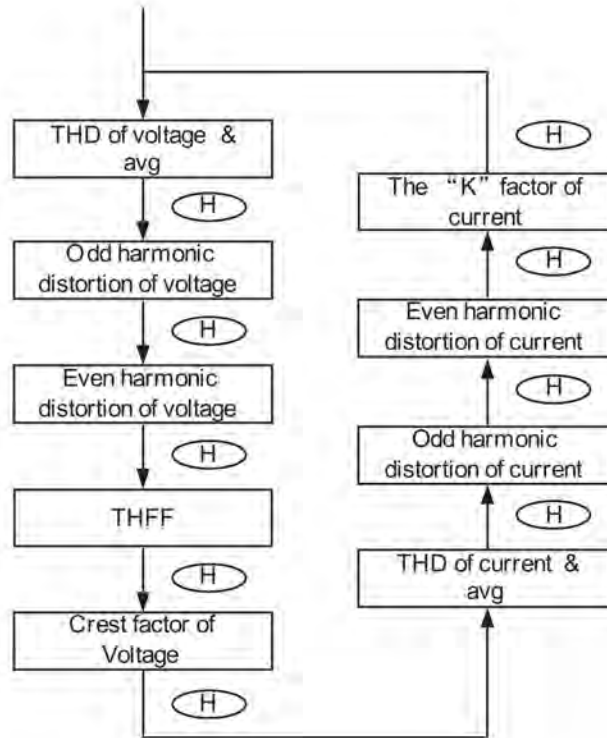 THD of voltage &
avg
H
Odd harmonic
distortion of voltage
H
Even harmonic
distortion of voltage
H
THFF
H
Crest factor of
Voltage
H
THD of current &
avg
H
Odd harmonic
distortion of current
H
Even harmonic
distortion of current
H
The “K” factor of
current
H